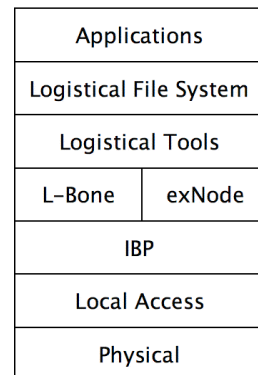 Applications
Logistical File System
Logistical Tools
L-Bone exNode
IBP
Local Access
Physical